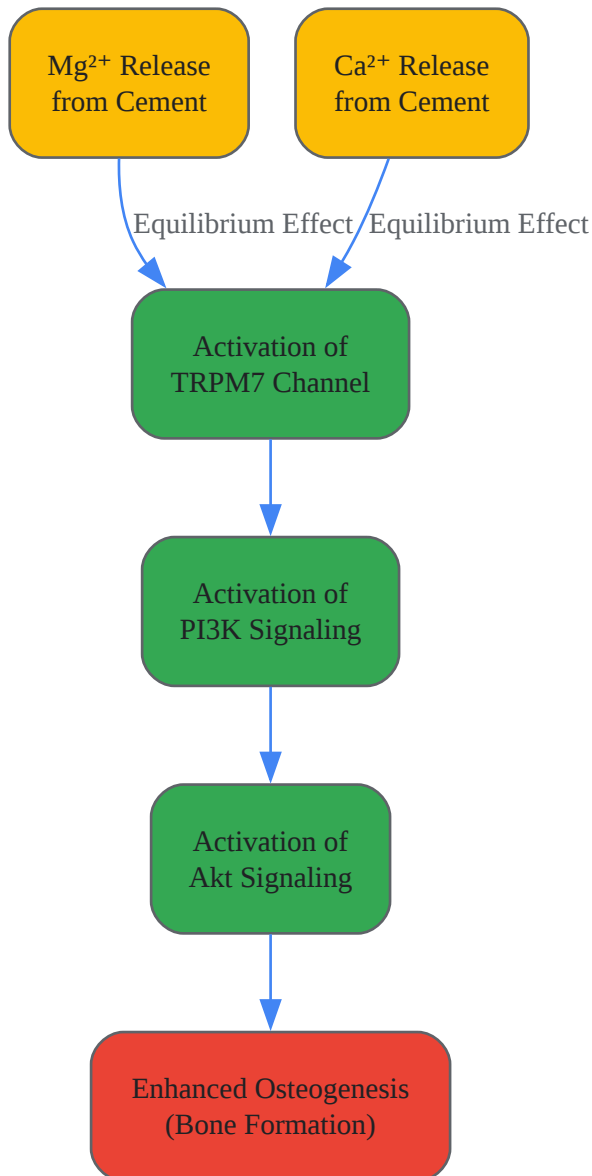 Mg²⁺ Release
from Cement
Ca²⁺ Release
from Cement
Equilibrium Effect
Equilibrium Effect
Activation of
TRPM7 Channel
Activation of
PI3K Signaling
Activation of
Akt Signaling
Enhanced Osteogenesis
(Bone Formation)